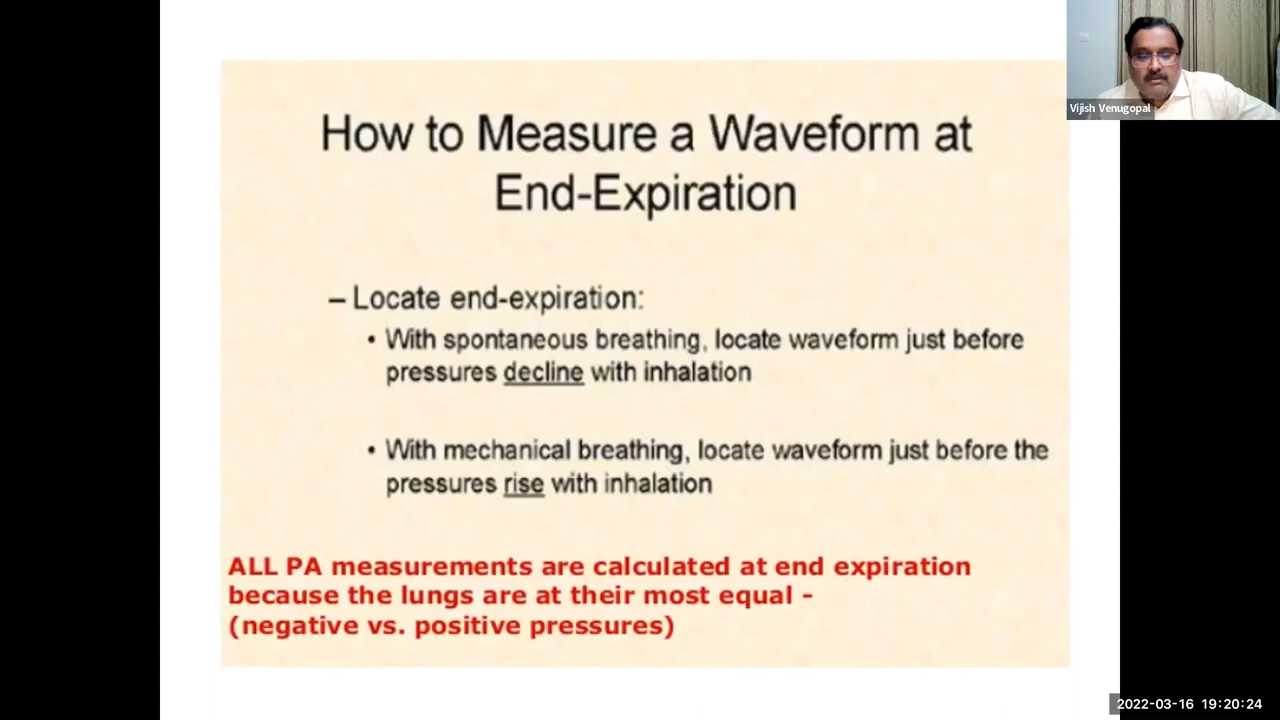 How to Measure a Waveform at
End-Expiration
– Locate end-expiration:
• With spontaneous breathing, locate waveform just before
pressures decline with inhalation
• With mechanical breathing, locate waveform just before the
pressures rise with inhalation
ALL PA measurements are calculated at end expiration
because the lungs are at their most equal -
(negative vs. positive pressures)
Vijish Venugopal
2022-03-16 19:20:24